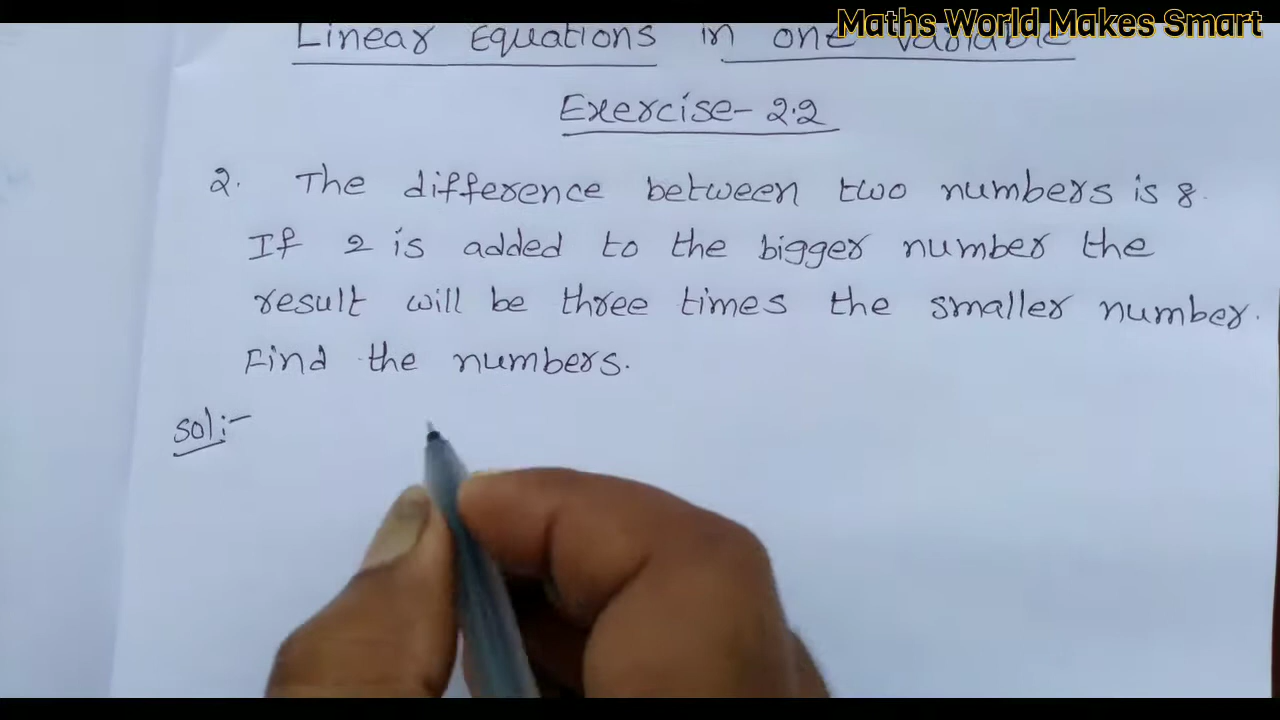 Maths World Makes Smart
Linear Equations in one variable
Exercise - 2.2
2. The difference between two numbers is 8.
If 2 is added to the bigger number the
result will be three times the smaller number.
Find the numbers.
Sol:-